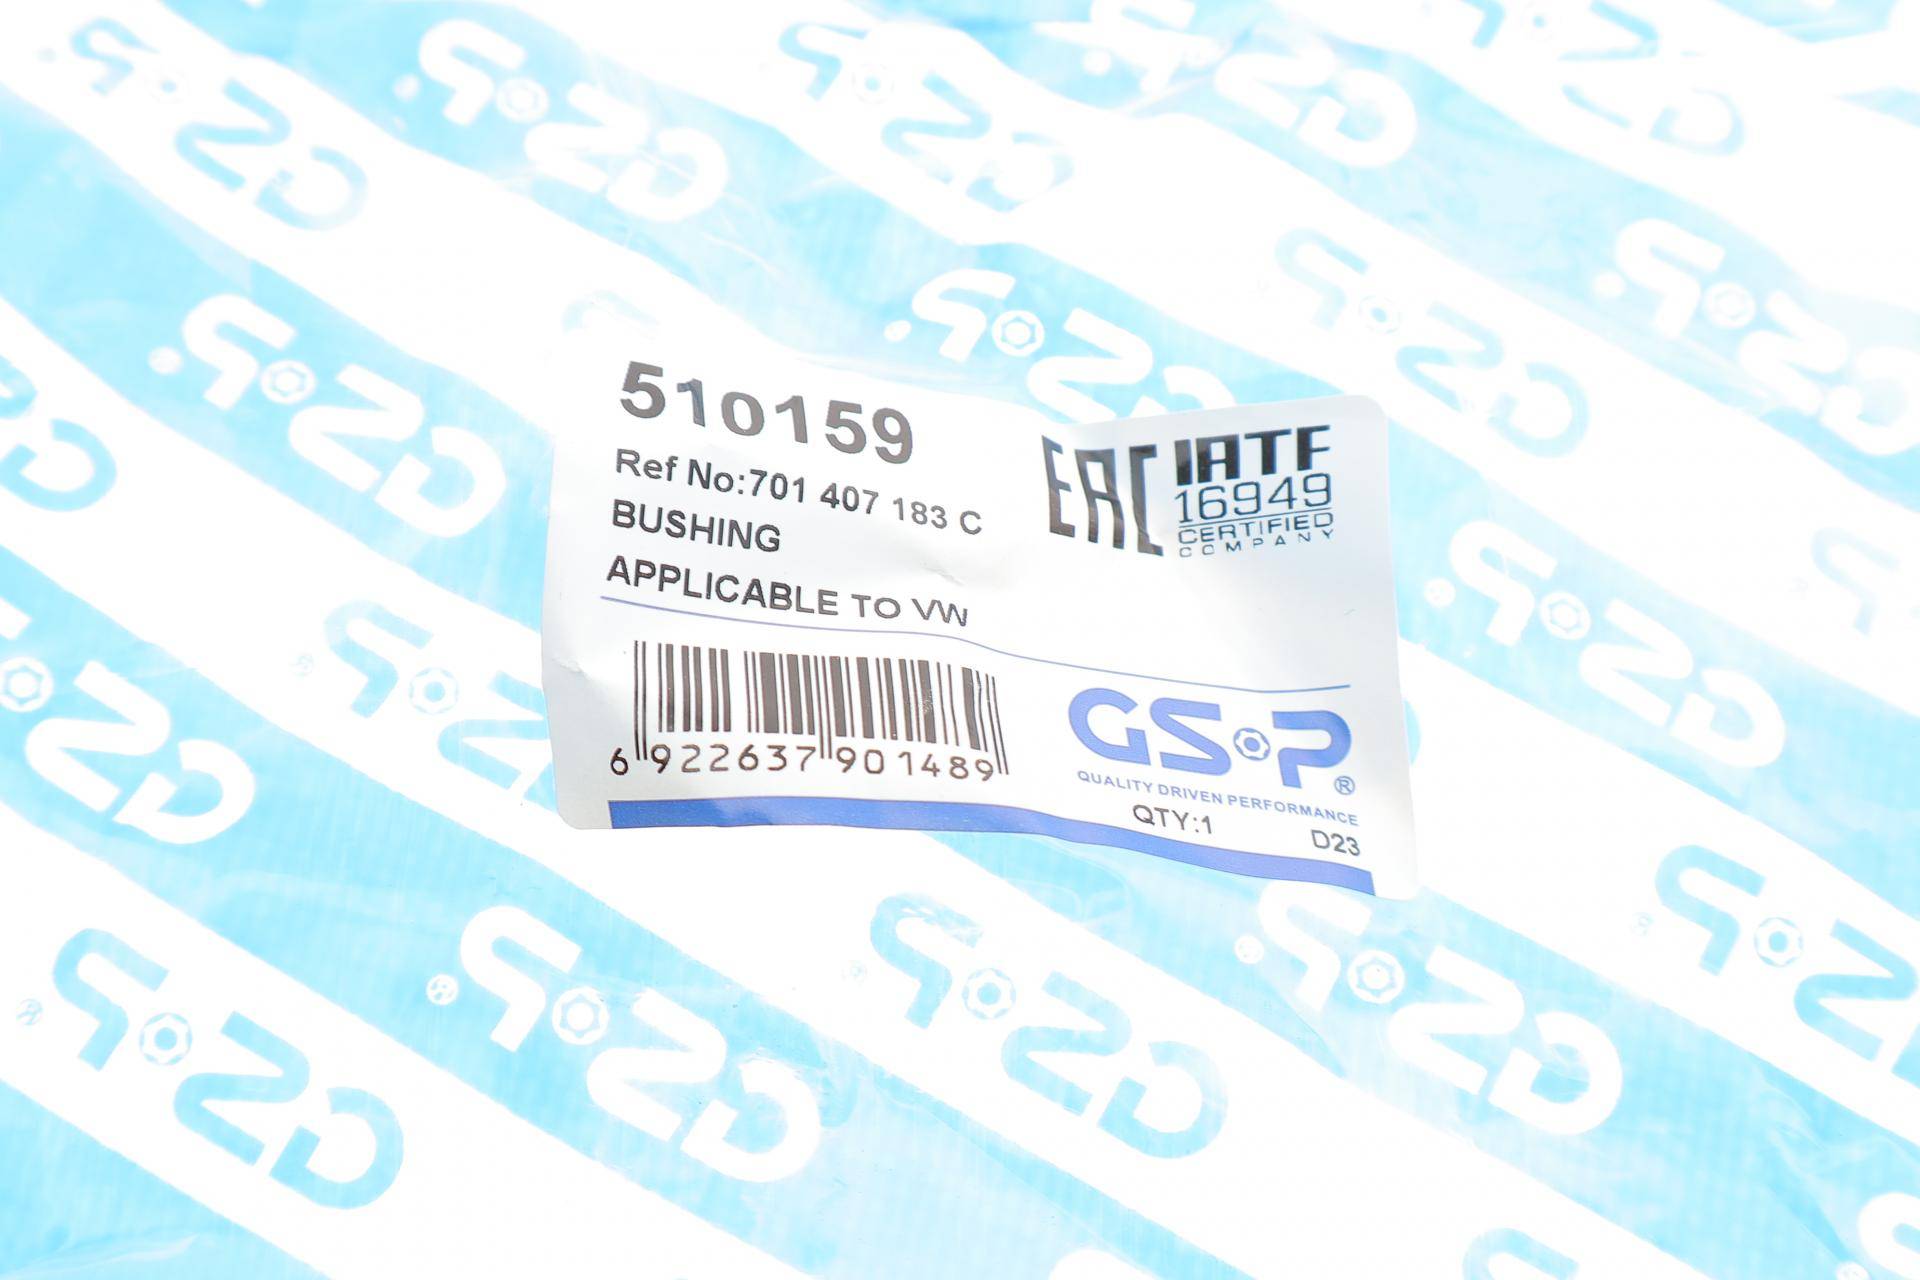 510159
Ref No:701 407 183 C
BUSHING
APPLICABLE TO VW
EAC
IATF
16949
CERTIFIED
COMPANY
6 922637 901489
GSP®
QUALITY DRIVEN PERFORMANCE
QTY:1
D23